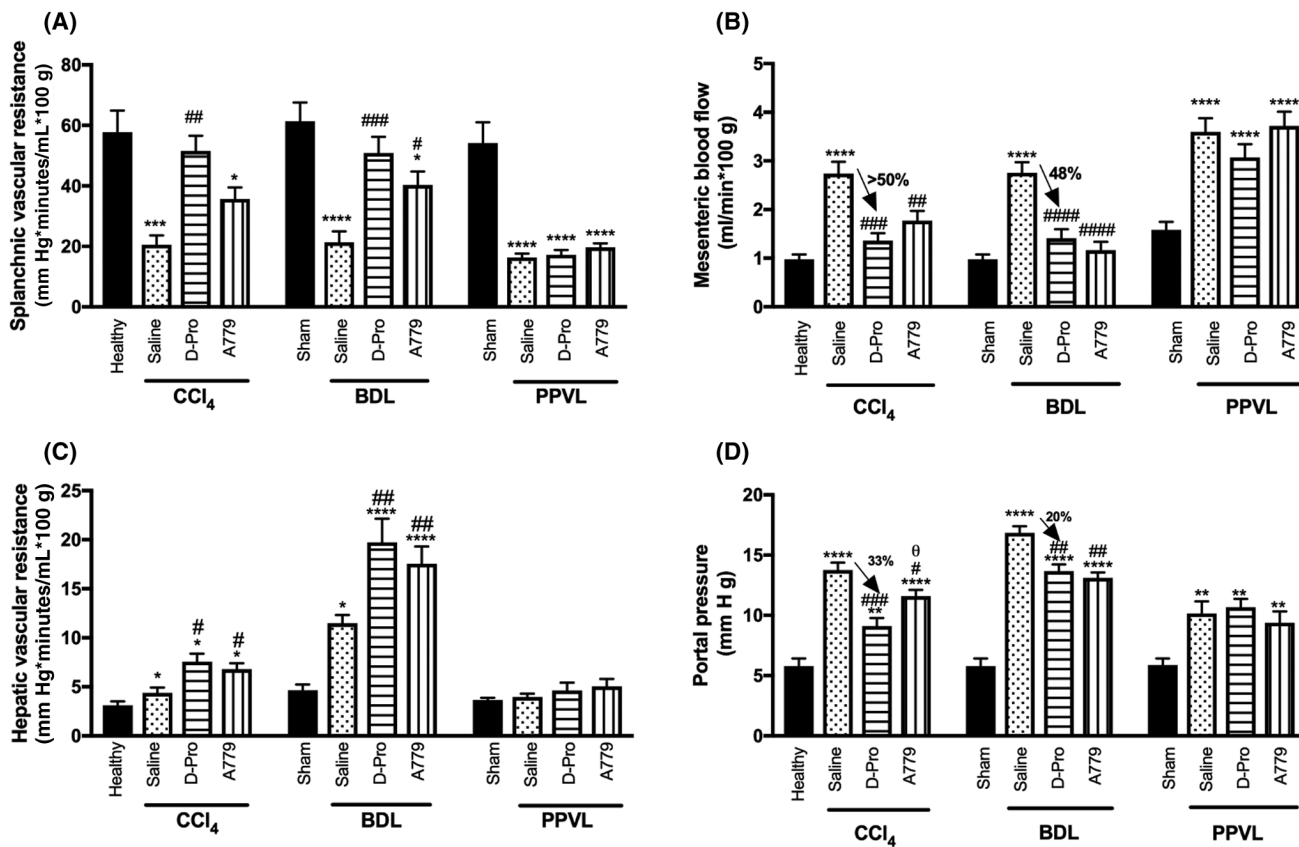 (A)
Splanchnic vascular resistance
(mm Hg*minutes/mL*100 g)
80
60
40
20
0
***
##
*
****
###
#
*
****
****
****
Healthy
Saline
D-Pro
A779
Sham
Saline
D-Pro
A779
Sham
Saline
D-Pro
A779
CCl4
BDL
PPVL
(B)
Mesenteric blood flow
(ml/min*100 g)
5
4
3
2
1
0
****
>50%
###
##
****
48%
####
####
****
****
****
Healthy
Saline
D-Pro
A779
Sham
Saline
D-Pro
A779
Sham
Saline
D-Pro
A779
CCl4
BDL
PPVL
(C)
Hepatic vascular resistance
(mm Hg*minutes/mL*100 g)
25
20
15
10
5
0
*
#
*
#
*
*
##
****
##
****
Healthy
Saline
D-Pro
A779
Sham
Saline
D-Pro
A779
Sham
Saline
D-Pro
A779
CCl4
BDL
PPVL
(D)
Portal pressure
(mm H g)
20
15
10
5
0
****
33%
###
**
θ
#
****
****
20%
##
****
##
****
**
**
**
Healthy
Saline
D-Pro
A779
Sham
Saline
D-Pro
A779
Sham
Saline
D-Pro
A779
CCl4
BDL
PPVL